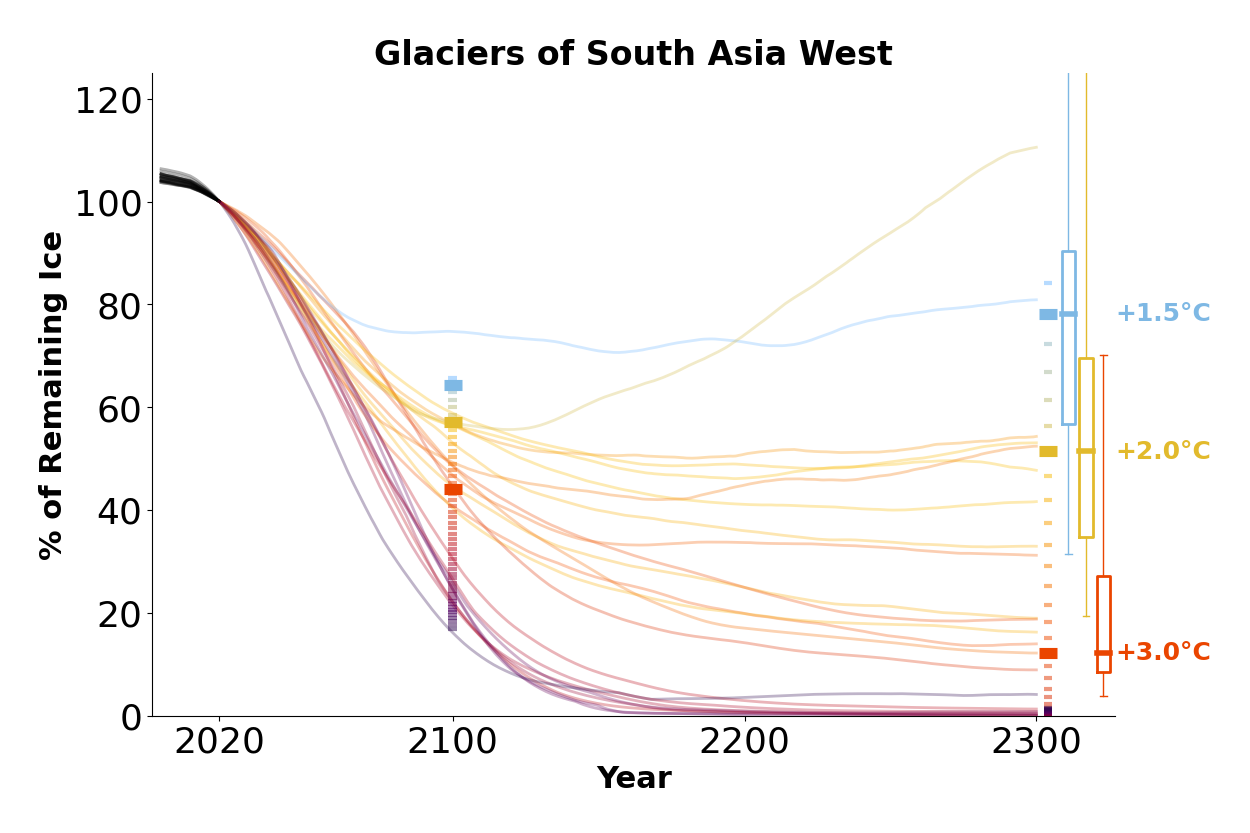 Glaciers of South Asia West
% of Remaining Ice
120
100
80
60
40
20
0
+1.5°C
+2.0°C
+3.0°C
2020 2100 2200 2300
Year